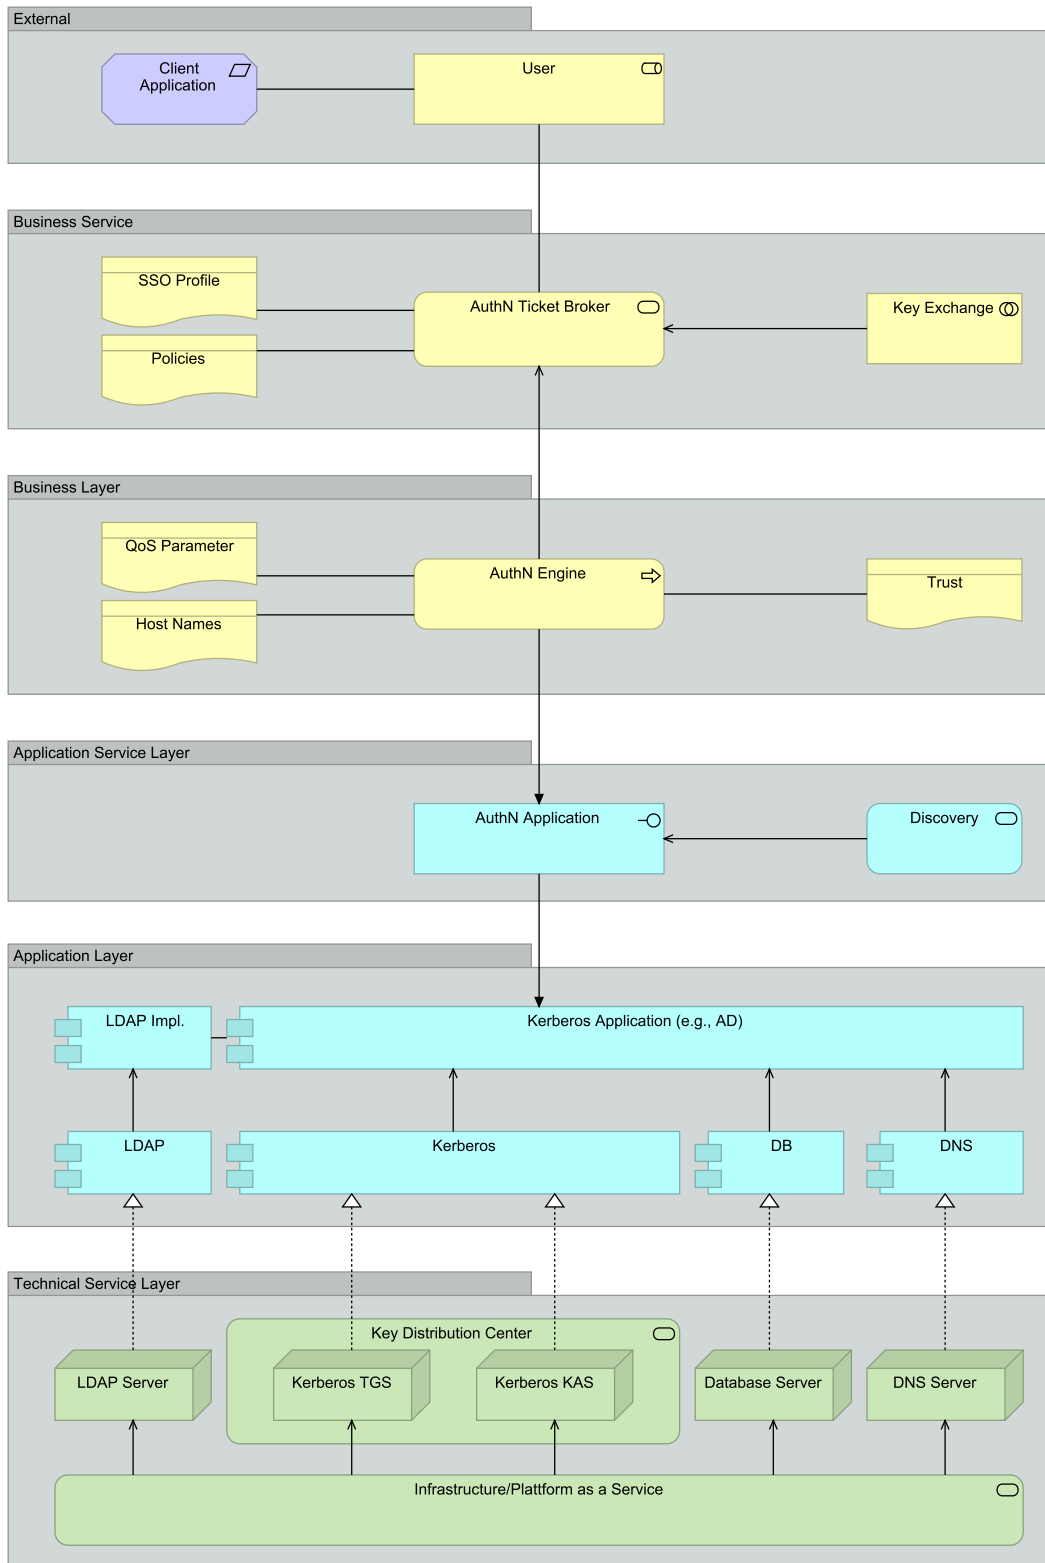 External
Client
Application
User
Business Service
SSO Profile
AuthN Ticket Broker
Key Exchange
Policies
Business Layer
QoS Parameter
AuthN Engine
Trust
Host Names
Application Service Layer
AuthN Application
Discovery
Application Layer
LDAP Impl.
Kerberos Application (e.g., AD)
LDAP
Kerberos
DB
DNS
Technical Service Layer
Key Distribution Center
LDAP Server
Kerberos TGS
Kerberos KAS
Database Server
DNS Server
Infrastructure/Plattform as a Service